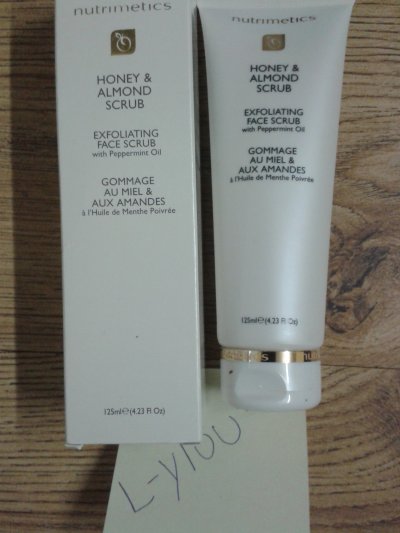 nutrimetics
HONEY &
ALMOND
SCRUB
EXFOLIATING
FACE SCRUB
with Peppermint Oil
GOMMAGE
AU MIEL &
AUX AMANDES
à l'Huile de Menthe Poivrée
125ml℮(4.23 Fl Oz)
nutrimetics
HONEY &
ALMOND
SCRUB
EXFOLIATING
FACE SCRUB
with Peppermint Oil
GOMMAGE
AU MIEL &
AUX AMANDES
à l'Huile de Menthe Poivrée
125ml℮(4.23 Fl Oz)